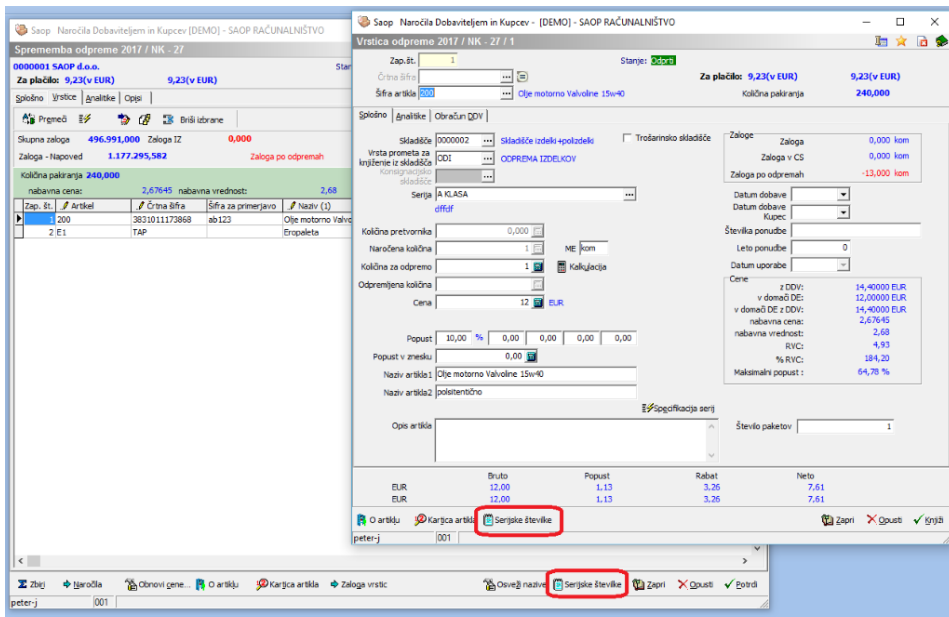 Saop Naročila Dobaviteljem in Kupcev [DEMO] - SAOP RAČUNALNIŠTVO
Sprememba odpreme 2017 / NK - 27
0000001 SAOP d.o.o. Stan
Za plačilo: 9,23(v EUR) 9,23(v EUR)
Splošno Vrstice Analitke Opisi
Premeči Briši izbrane
Skupna zaloga 496.991,000 Zaloga IZ 0,000
Zaloga - Napoved 1.177.295,582 Zaloga po odpremah
Količina pakiranja 240,000
nabavna cena: 2,67645 nabavna vrednost: 2,68
Zap. št. Artikel Črtna šifra Šifra za primerjavo Naziv (1)
1 200 3831011173868 ab123 Olje motorno Valvo
2 E1 TAP Eropaleta
Σ Zbirj Naročila Obnovi cene... O artiklu Kartica artikla Zaloga vrstic Osveži nazive Serijske številke Zapri Opusti Potrdi
peter-j 001
Saop Naročila Dobaviteljem in Kupcev - [DEMO] - SAOP RAČUNALNIŠTVO
Vrstica odpreme 2017 / NK - 27 / 1
Zap.št. 1 Stanje: Odprti
Črtna šifra Za plačilo: 9,23(v EUR) 9,23(v EUR)
Šifra artikla 200 Olje motorno Valvoline 15w40 Količina pakiranja 240,000
Splošno Analitike Obračun DDV
Skladišče 0000002 Skladišče izdelki +polizdelki Trošarinsko skladišče
Vrsta prometa za
knjiženje iz skladišča ODI ODPREMA IZDELKOV
Konsignacijsko
skladišče
Serija A KLASA
dffdf
Količina pretvornika 0,000
Naročena količina 1 ME kom
Količina za odpremo 1 Kalkulacija
Odpremljena količina
Cena 12 EUR
Popust 10,00 % 0,00 0,00 0,00 0,00
Popust v znesku 0,00
Naziv artikla1 Olje motorno Valvoline 15w40
Naziv artikla2 polsitentično
Specifikacija serij
Opis artikla
Zaloge
Zaloga 0,000 kom
Zaloga v CS 0,000 kom
Zaloga po odpremah -13,000 kom
Datum dobave
Datum dobave
Kupec
Številka ponudbe
Leto ponudbe 0
Datum uporabe
Cene
z DDV: 14,40000 EUR
v domači DE: 12,00000 EUR
v domači DE z DDV: 14,40000 EUR
nabavna cena: 2,67645
nabavna vrednost: 2,68
RVC: 4,93
% RVC: 184,20
Maksimalni popust : 64,78 %
Število paketov 1
Bruto Popust Rabat Neto
EUR 12,00 1,13 3,26 7,61
EUR 12,00 1,13 3,26 7,61
O artiklu Kartica artikla Serijske številke Zapri Opusti Knjiži
peter-j 001